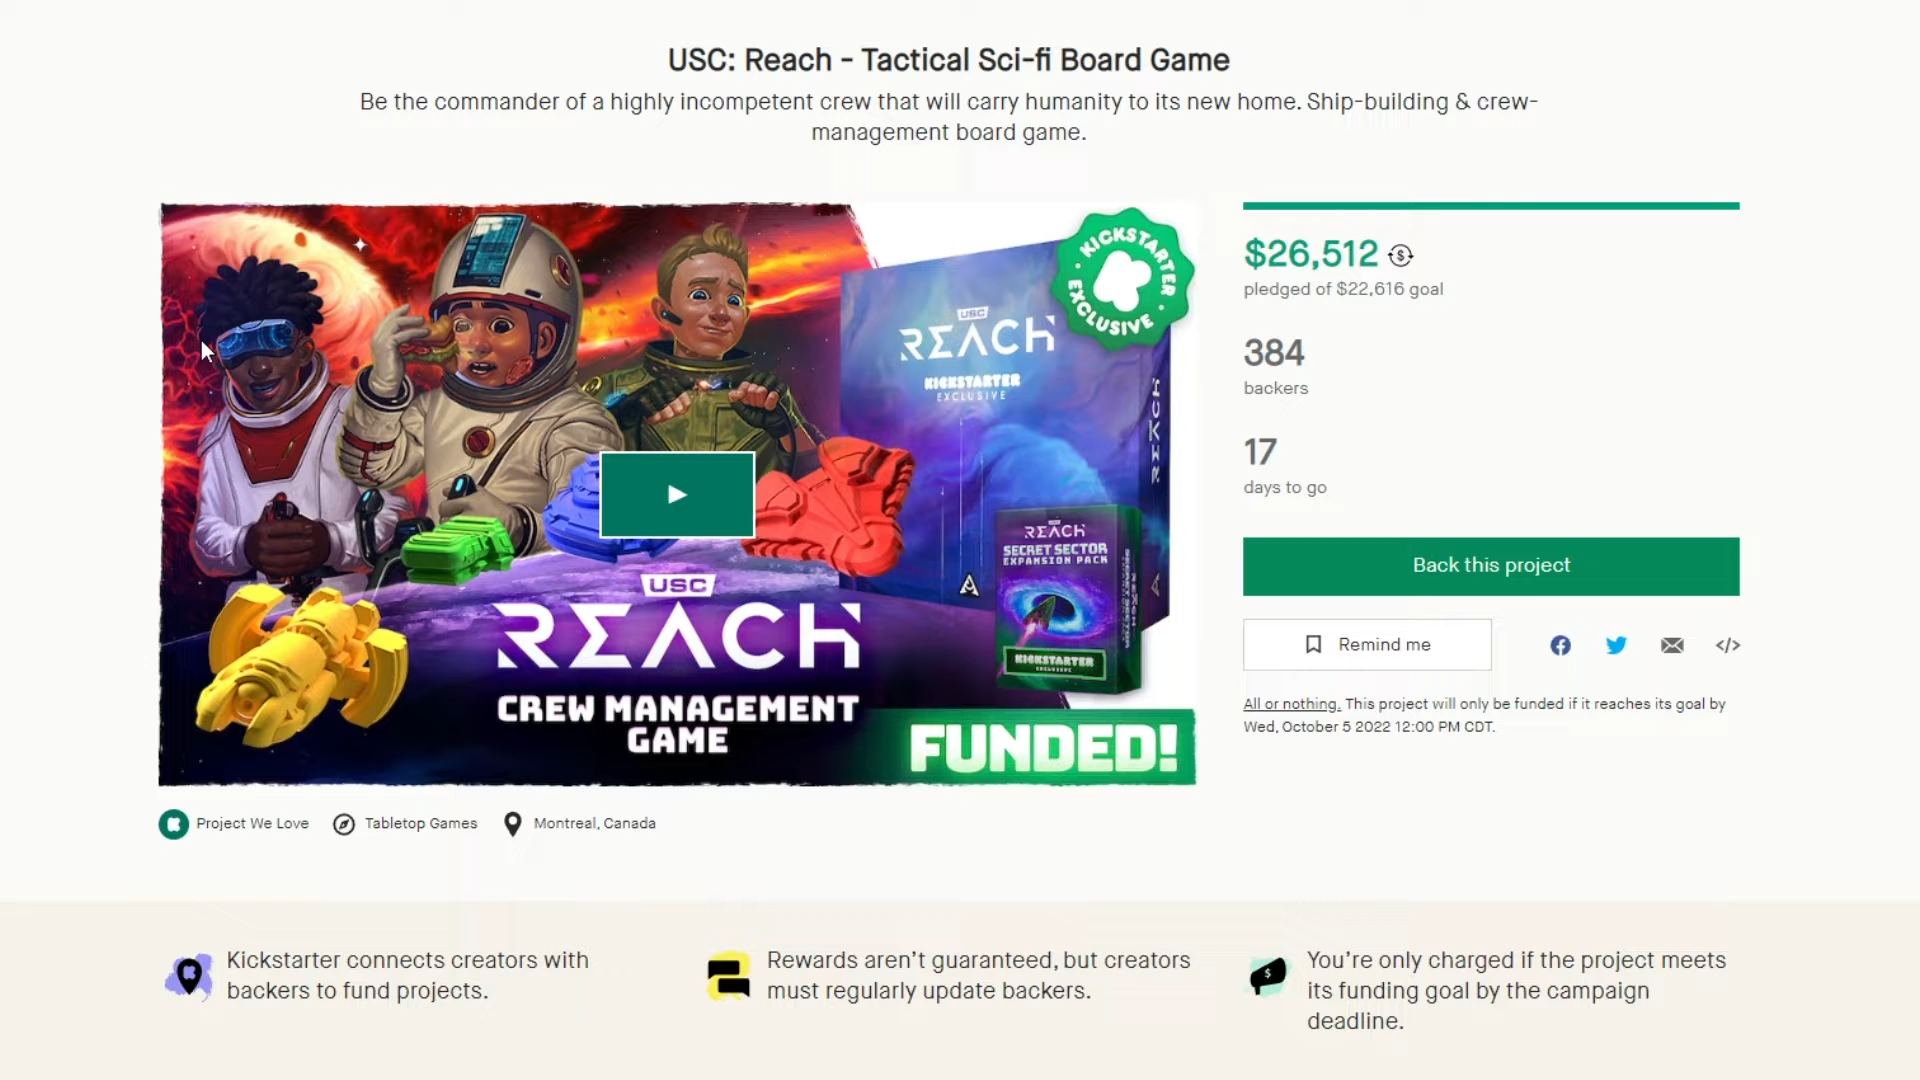 USC: Reach - Tactical Sci-fi Board Game
Be the commander of a highly incompetent crew that will carry humanity to its new home. Ship-building & crew-
management board game.
KICKSTARTER
EXCLUSIVE
USC
REACH
KICKSTARTER
EXCLUSIVE
REACH
REACH
SECRET SECTOR
EXPANSION PACK
REACH
SECRET SECTOR
KICKSTARTER
EXCLUSIVE
USC
REACH
CREW MANAGEMENT
GAME
FUNDED!
$26,512
pledged of $22,616 goal
384
backers
17
days to go
Back this project
Remind me
All or nothing. This project will only be funded if it reaches its goal by
Wed, October 5 2022 12:00 PM CDT.
Project We Love
Tabletop Games
Montreal, Canada
Kickstarter connects creators with
backers to fund projects.
Rewards aren't guaranteed, but creators
must regularly update backers.
You're only charged if the project meets
its funding goal by the campaign
deadline.